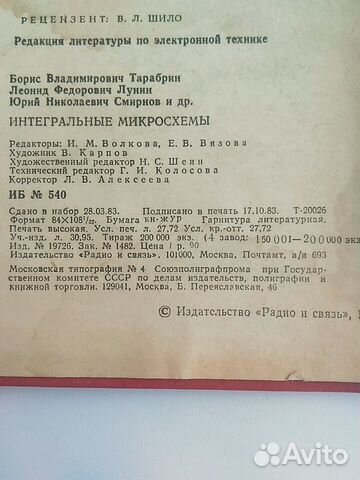 РЕЦЕНЗЕНТ: В. Л. ШИЛО
Редакция литературы по электронной технике
Борис Владимирович Тарабрин
Леонид Федорович Лунин
Юрий Николаевич Смирнов и др.
ИНТЕГРАЛЬНЫЕ МИКРОСХЕМЫ
Редакторы: И. М. Волкова, Е. В. Вязова
Художник В. Карпов
Художественный редактор Н. С. Шеин
Технический редактор Г. И. Колосова
Корректор Л. В. Алексеева
ИБ № 540
Сдано в набор 28.03.83. Подписано в печать 17.10.83. Т-20026
Формат 84×108¹/₃₂. Бумага кн-жур Гарнитура литературная.
Печать высокая. Усл. печ. л. 27,72 Усл. кр.-отт. 27,72
Уч.-изд. л. 30,95. Тираж 200 000 экз. (4 завод: 150 001—200 000 экз.
Изд. № 19726. Зак. № 1482. Цена 1 р. 90
Издательство «Радио и связь». 101000, Москва, Почтамт, а/я 693
Московская типография № 4 Союзполиграфпрома при Государ-
ственном комитете СССР по делам издательств, полиграфии и
книжной торговли. 129041, Москва, Б. Переяславская, 46
© Издательство «Радио и связь»,
Avito